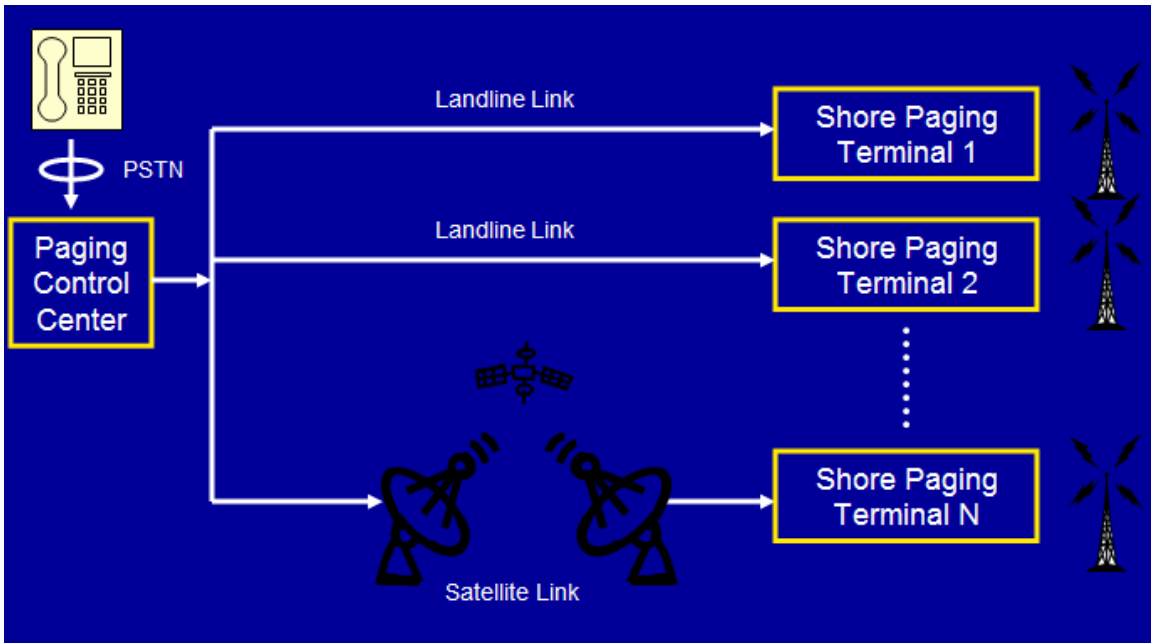 Landline Link
Shore Paging
Terminal 1
PSTN
Landline Link
Paging
Control
Center
Shore Paging
Terminal 2
Shore Paging
Terminal N
Satellite Link